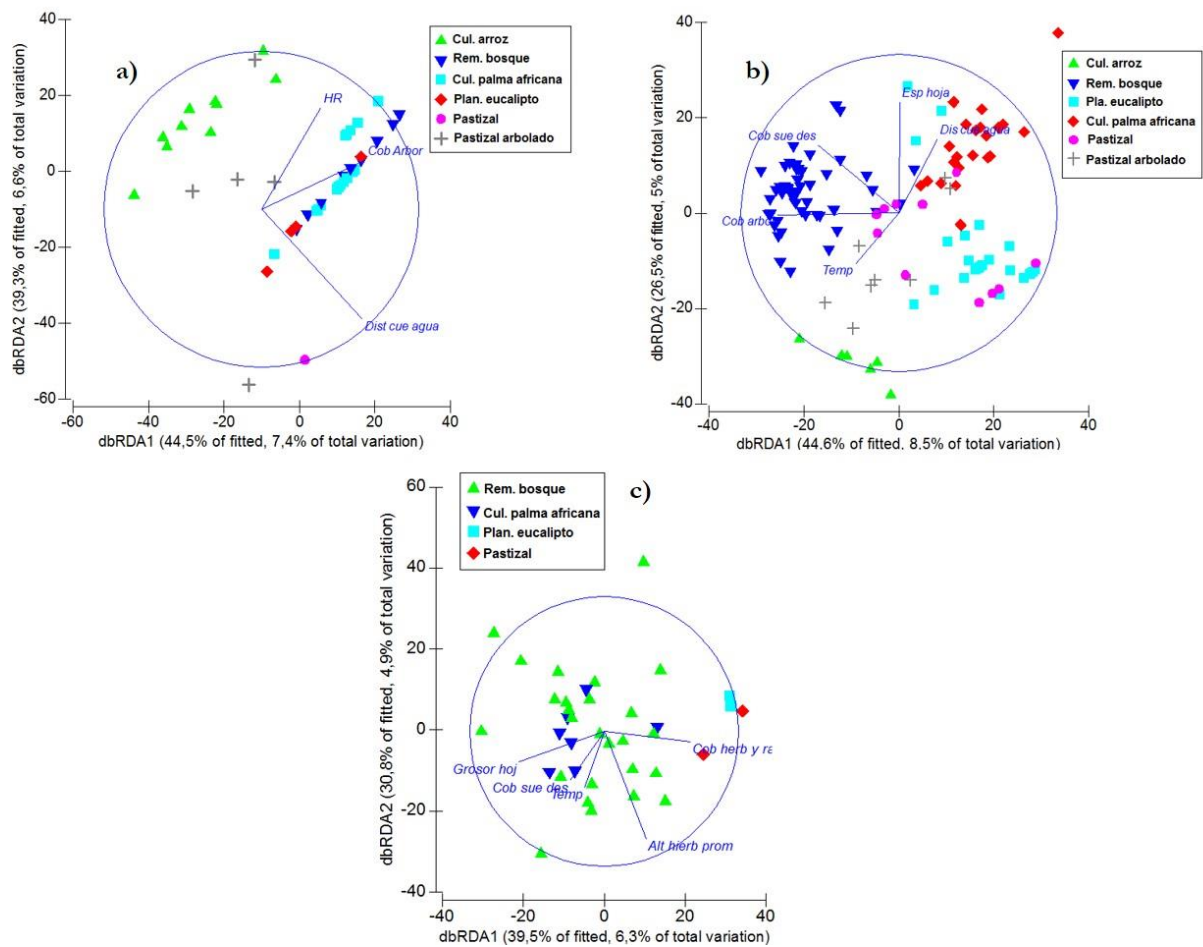 a)
Cul. arroz
Rem. bosque
Cul. palma africana
Plan. eucalipto
Pastizal
Pastizal arbolado
40
20
0
-20
-40
-60
dbRDA2 (39,3% of fitted, 6,6% of total variation)
HR
Cob Arbor
Dist cue agua
-60
-40
-20
0
20
40
dbRDA1 (44,5% of fitted, 7,4% of total variation)
b)
Cul. arroz
Rem. bosque
Pla. eucalipto
Cul. palma africana
Pastizal
Pastizal arbolado
40
20
0
-20
-40
dbRDA2 (26,5% of fitted, 5% of total variation)
Esp hoja
Dis cue agua
Cob sue des
Cob arbo
Temp
-40
-20
0
20
40
dbRDA1 (44.6% of fitted, 8.5% of total variation)
c)
Rem. bosque
Cul. palma africana
Plan. eucalipto
Pastizal
60
40
20
0
-20
-40
dbRDA2 (30,8% of fitted, 4,9% of total variation)
Cob herb y ra
Grosor hoj
Cob sue des
Temp
Alt hierb prom
-40
-20
0
20
40
dbRDA1 (39,5% of fitted, 6,3% of total variation)